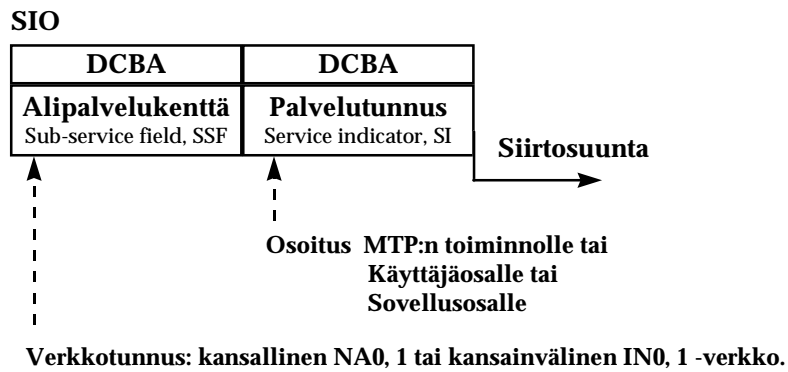 SIO
DCBA DCBA
Alipalvelukenttä Palvelutunnus
Sub-service field, SSF Service indicator, SI
Siirtosuunta
Osoitus MTP:n toiminnolle tai
Käyttäjäosalle tai
Sovellusosalle
Verkkotunnus: kansallinen NA0, 1 tai kansainvälinen IN0, 1 -verkko.